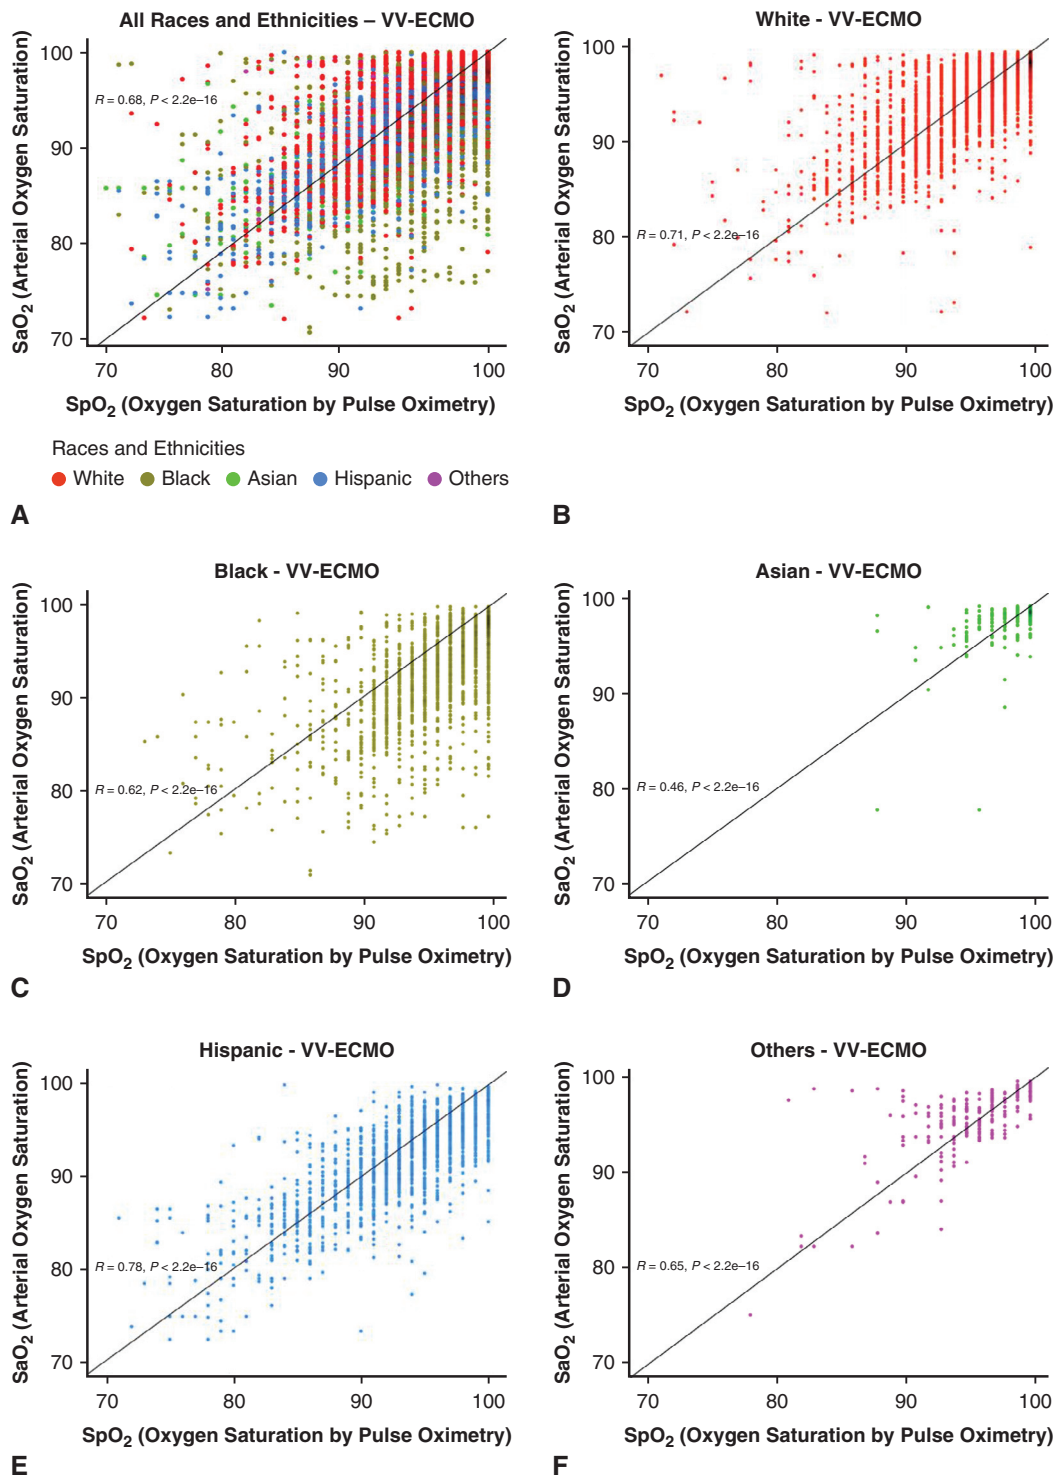 All Races and Ethnicities – VV-ECMO
SaO2 (Arterial Oxygen Saturation)
100
90
80
70
R = 0.68, P < 2.2e–16
70 80 90 100
SpO2 (Oxygen Saturation by Pulse Oximetry)
Races and Ethnicities
White Black Asian Hispanic Others
A
White - VV-ECMO
SaO2 (Arterial Oxygen Saturation)
100
90
80
70
R = 0.71, P < 2.2e–16
70 80 90 100
SpO2 (Oxygen Saturation by Pulse Oximetry)
B
Black - VV-ECMO
SaO2 (Arterial Oxygen Saturation)
100
90
80
70
R = 0.62, P < 2.2e–16
70 80 90 100
SpO2 (Oxygen Saturation by Pulse Oximetry)
C
Asian - VV-ECMO
SaO2 (Arterial Oxygen Saturation)
100
90
80
70
R = 0.46, P < 2.2e–16
70 80 90 100
SpO2 (Oxygen Saturation by Pulse Oximetry)
D
Hispanic - VV-ECMO
SaO2 (Arterial Oxygen Saturation)
100
90
80
70
R = 0.78, P < 2.2e–16
70 80 90 100
SpO2 (Oxygen Saturation by Pulse Oximetry)
E
Others - VV-ECMO
SaO2 (Arterial Oxygen Saturation)
100
90
80
70
R = 0.65, P < 2.2e–16
70 80 90 100
SpO2 (Oxygen Saturation by Pulse Oximetry)
F